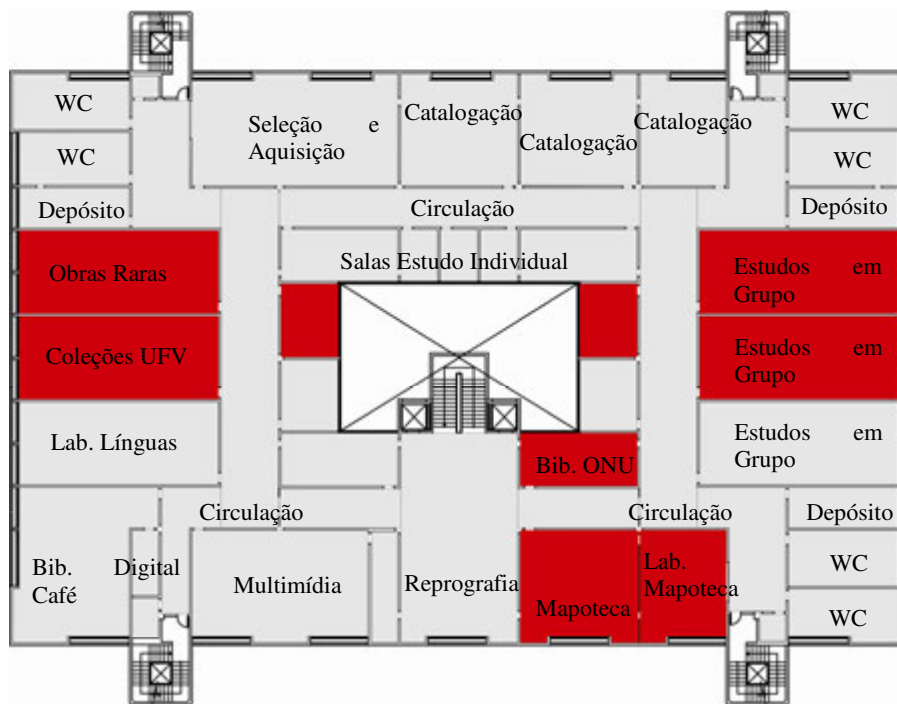 WC
Seleção e
Aquisição
Catalogação
Catalogação
Catalogação
WC
WC
WC
Depósito
Circulação
Depósito
Obras Raras
Salas Estudo Individual
Estudos em
Grupo
Coleções UFV
Estudos em
Grupo
Lab. Línguas
Bib. ONU
Estudos em
Grupo
Circulação
Circulação
Depósito
Bib.
Café
Digital
Multimídia
Reprografia
Mapoteca
Lab.
Mapoteca
WC
WC